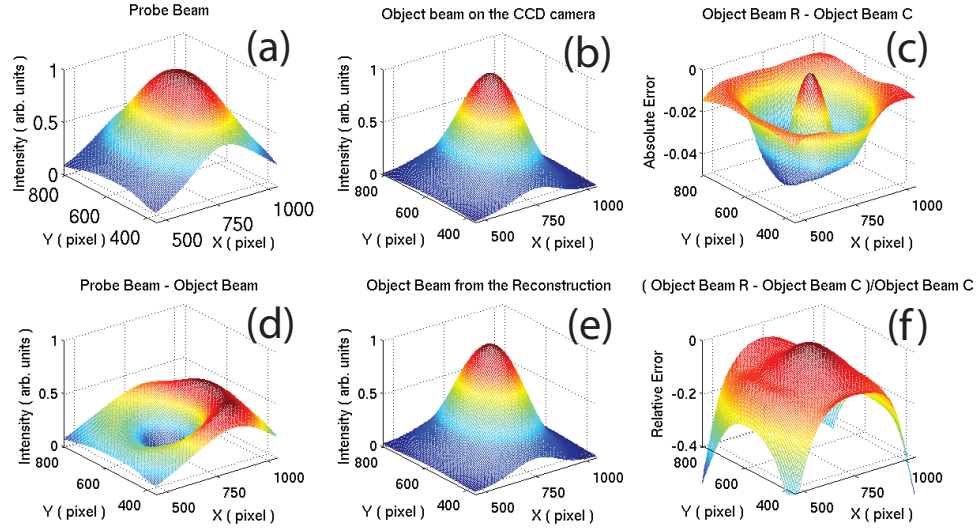 Probe Beam
(a)
Intensity ( arb. units )
1
0.5
0
800
600
400
Y ( pixel )
500
750
1000
X ( pixel )
Object beam on the CCD camera
(b)
Intensity ( arb. units )
1
0.5
0
800
600
400
Y ( pixel )
500
750
1000
X ( pixel )
Object Beam R - Object Beam C
(c)
Absolute Error
0
-0.02
-0.04
800
600
400
Y ( pixel )
500
750
1000
X ( pixel )
Probe Beam - Object Beam
(d)
Intensity ( arb. units )
1
0.5
0
800
600
400
Y ( pixel )
500
750
1000
X ( pixel )
Object Beam from the Reconstruction
(e)
Intensity ( arb. units )
1
0.5
0
800
600
400
Y ( pixel )
500
750
1000
X ( pixel )
( Object Beam R - Object Beam C )/Object Beam C
(f)
Relative Error
0
-0.2
-0.4
800
600
400
Y ( pixel )
500
750
1000
X ( pixel )